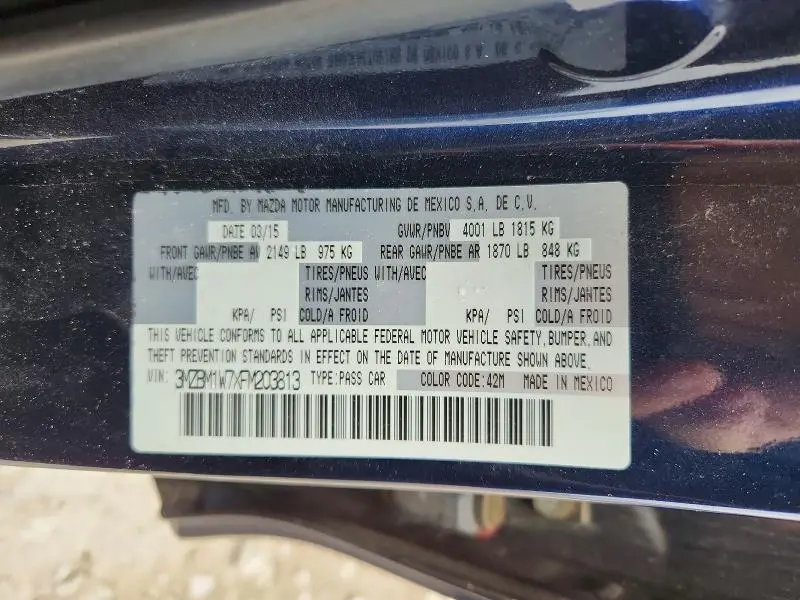 MFD. BY MAZDA MOTOR MANUFACTURING DE MEXICO S.A. DE C.V.
DATE 03/15 GVWR/PNBV 4001 LB 1815 KG
FRONT GAWR/PNBE AV 2149 LB 975 KG REAR GAWR/PNBE AR 1870 LB 848 KG
WITH/AVEC TIRES/PNEUS WITH/AVEC TIRES/PNEUS
RIMS/JANTES RIMS/JANTES
KPA/ PSI COLD/A FROID KPA/ PSI COLD/A FROID
THIS VEHICLE CONFORMS TO ALL APPLICABLE FEDERAL MOTOR VEHICLE SAFETY, BUMPER, AND
THEFT PREVENTION STANDARDS IN EFFECT ON THE DATE OF MANUFACTURE SHOWN ABOVE.
VIN: 3MZBM1W7XFM203813 TYPE:PASS CAR COLOR CODE:42M MADE IN MEXICO